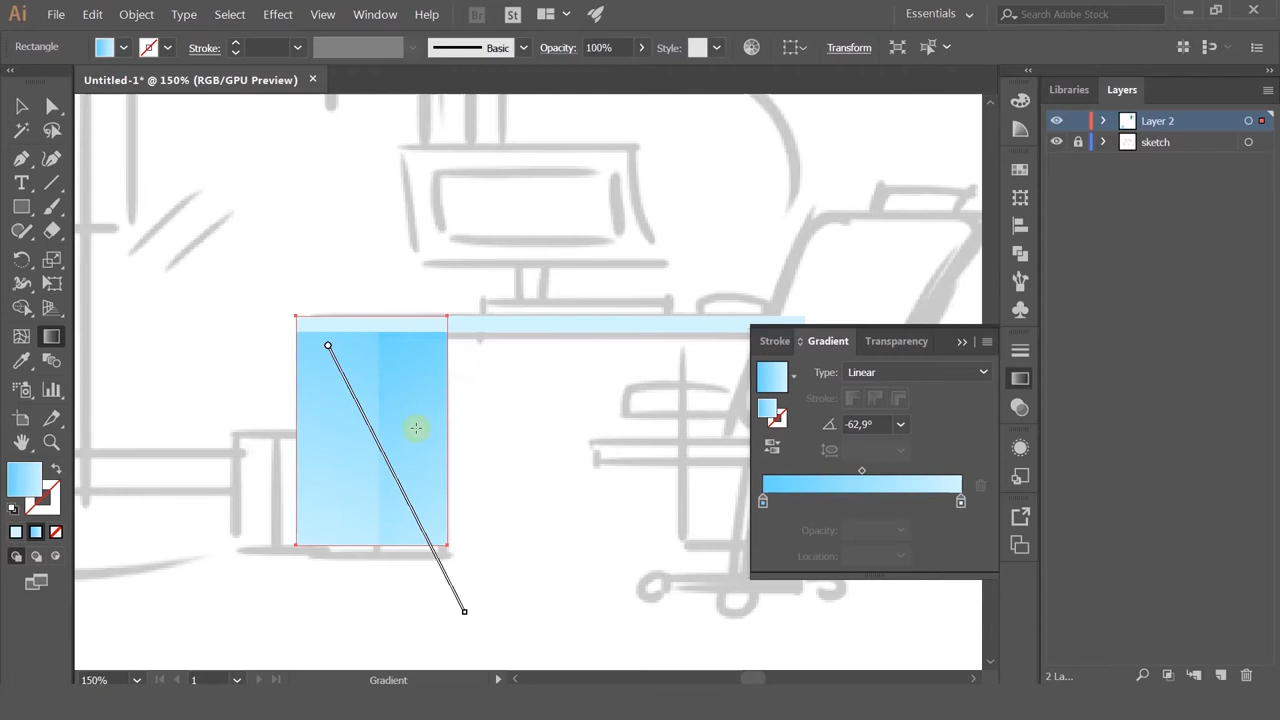 Ai File Edit Object Type Select Effect View Window Help Br St Essentials Search Adobe Stock
Rectangle Stroke: Basic Opacity: 100% Style: Transform
Untitled-1* @ 150% (RGB/GPU Preview)
Libraries Layers
Layer 2
sketch
Stroke Gradient Transparency
Type: Linear
Stroke:
-62,9°
Opacity:
Location:
150% 1 Gradient
2 La...